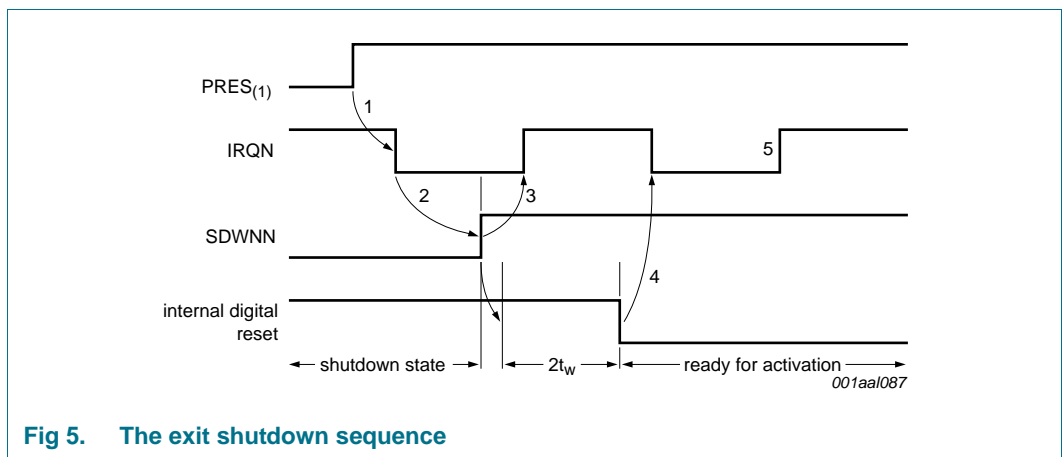 PRES(1)
1
IRQN
5
2
3
SDWNN
4
internal digital
reset
shutdown state
2tw
ready for activation
001aal087
Fig 5. The exit shutdown sequence